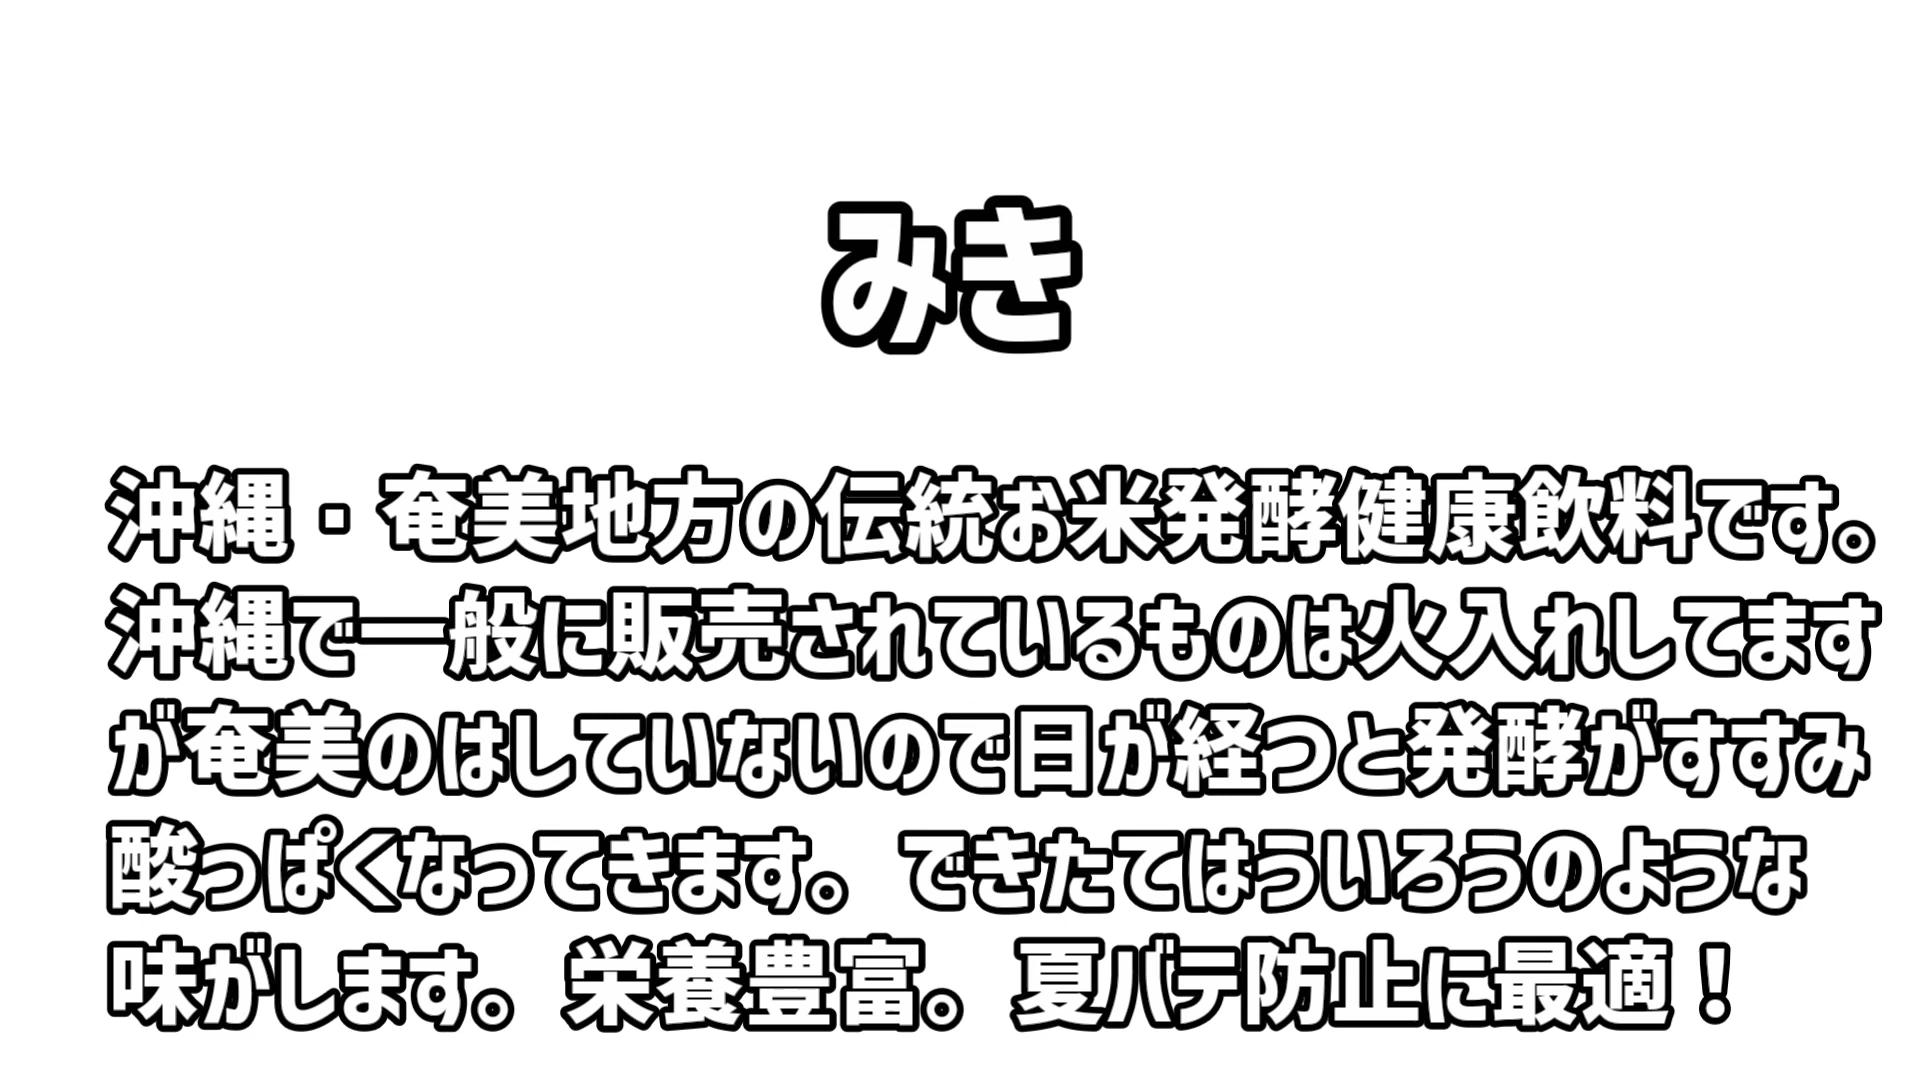 みき
沖縄・奄美地方の伝統お米発酵健康飲料です。
沖縄で一般に販売されているものは火入れしてます
が奄美のはしていないので日が経つと発酵がすすみ
酸っぱくなってきます。できたてはういろうのような
味がします。栄養豊富。夏バテ防止に最適！